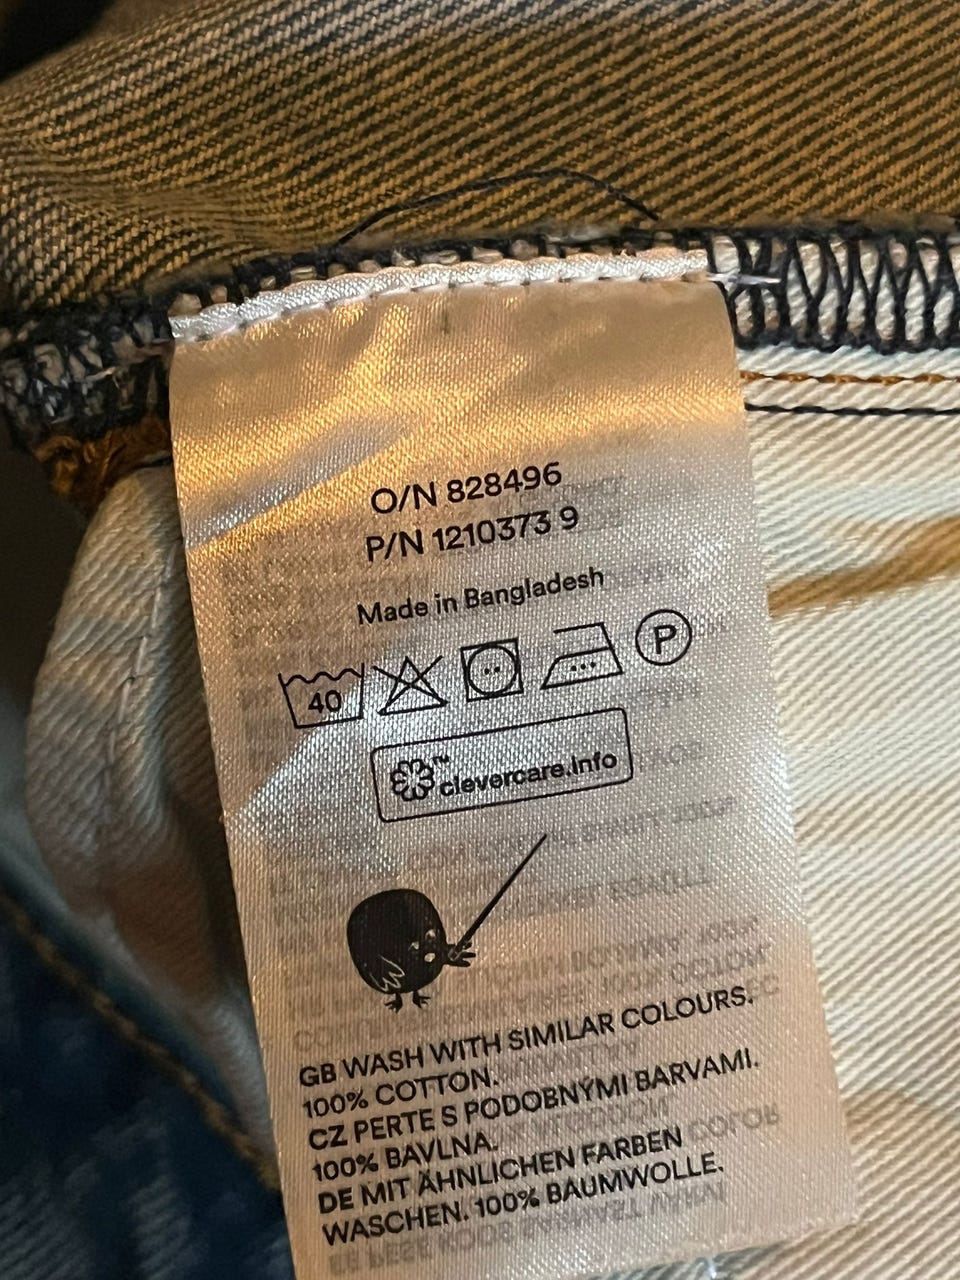 O/N 828496
P/N 1210373 9
Made in Bangladesh
40 P
™ clevercare.info
GB WASH WITH SIMILAR COLOURS.
100% COTTON.
CZ PERTE S PODOBNÝMI BARVAMI.
100% BAVLNA.
DE MIT ÄHNLICHEN FARBEN
WASCHEN. 100% BAUMWOLLE.